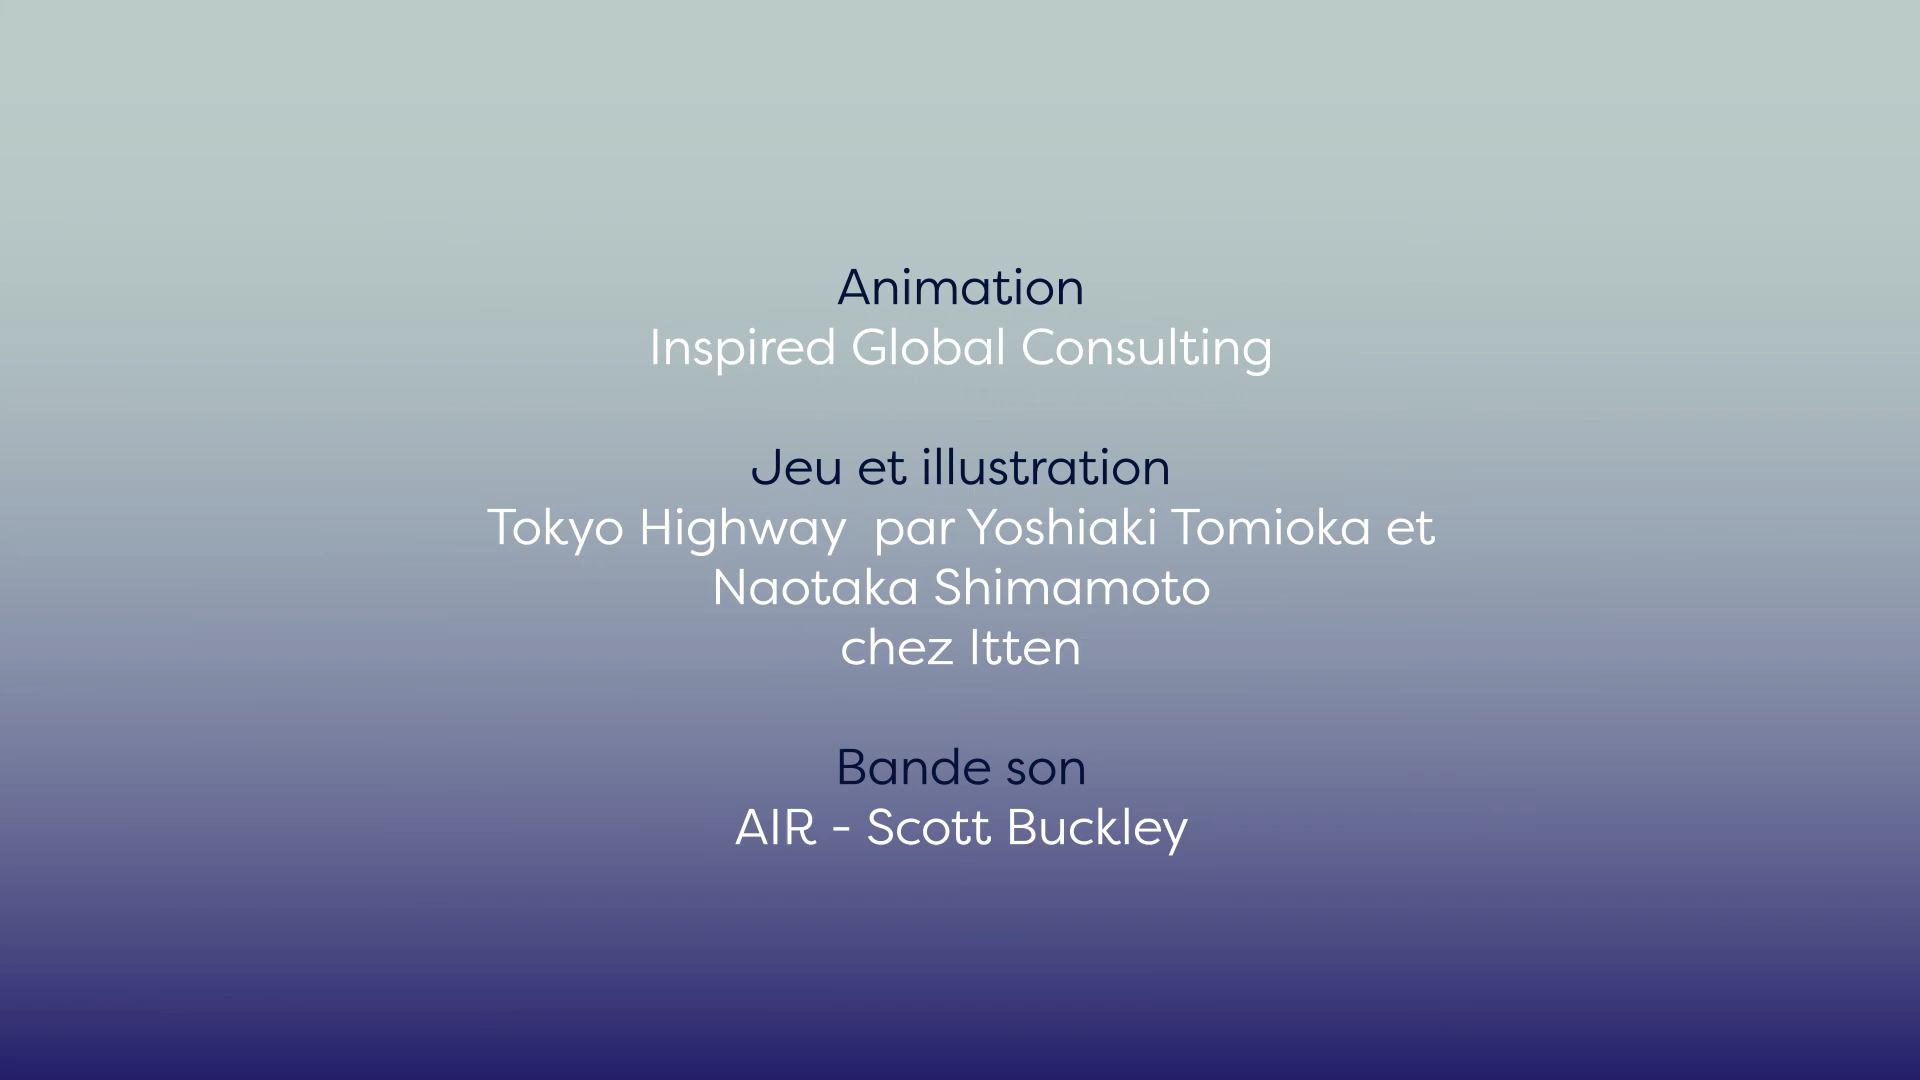 Animation
Inspired Global Consulting
Jeu et illustration
Tokyo Highway  par Yoshiaki Tomioka et
Naotaka Shimamoto
chez Itten
Bande son
AIR - Scott Buckley